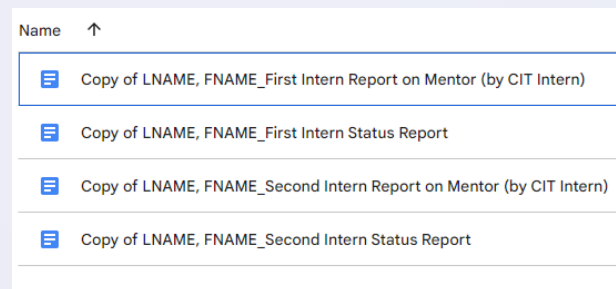 Name ↑
Copy of LNAME, FNAME_First Intern Report on Mentor (by CIT Intern)
Copy of LNAME, FNAME_First Intern Status Report
Copy of LNAME, FNAME_Second Intern Report on Mentor (by CIT Intern)
Copy of LNAME, FNAME_Second Intern Status Report